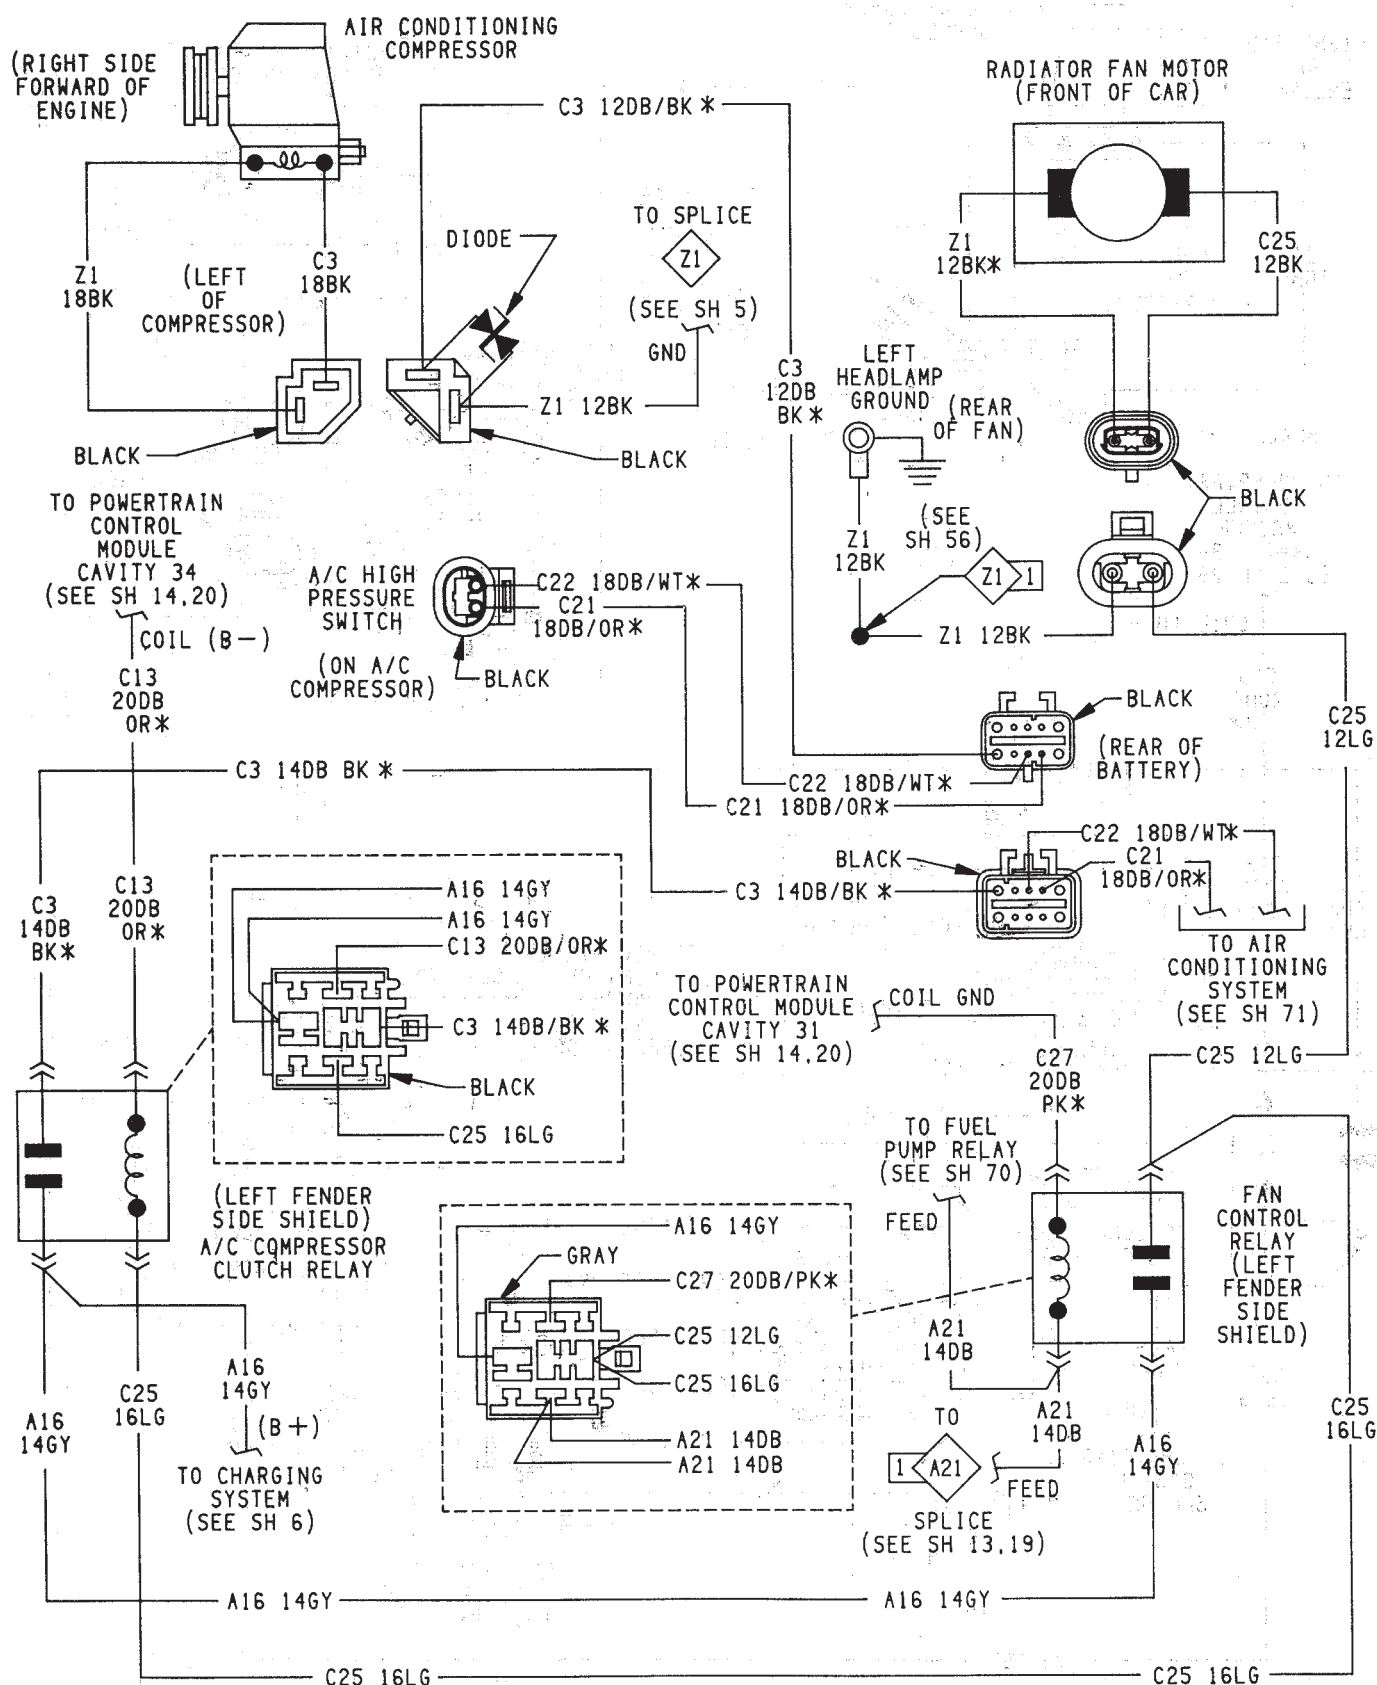 AIR CONDITIONING
COMPRESSOR
(RIGHT SIDE
FORWARD OF
ENGINE)
C3 12DB/BK *
RADIATOR FAN MOTOR
(FRONT OF CAR)
TO SPLICE
Z1
(SEE SH 5)
GND
DIODE
Z1
18BK
C3
18BK
(LEFT
OF
COMPRESSOR)
Z1
12BK*
C25
12BK
C3
12DB
BK *
LEFT
HEADLAMP
GROUND
(REAR
OF FAN)
Z1 12BK
BLACK
BLACK
BLACK
TO POWERTRAIN
CONTROL
MODULE
CAVITY 34
(SEE SH 14,20)
COIL (B-)
A/C HIGH
PRESSURE
SWITCH
(ON A/C
COMPRESSOR)
C22 18DB/WT*
C21
18DB/OR*
BLACK
Z1
12BK
(SEE
SH 56)
Z1 1
Z1 12BK
C13
20DB
OR*
BLACK
(REAR OF
BATTERY)
C25
12LG
C3 14DB BK *
C22 18DB/WT*
C21 18DB/OR*
C22 18DB/WT*
C21
18DB/OR*
BLACK
C3 14DB/BK *
C3
14DB
BK*
C13
20DB
OR*
A16 14GY
A16 14GY
C13 20DB/OR*
C3 14DB/BK *
BLACK
C25 16LG
TO AIR
CONDITIONING
SYSTEM
(SEE SH 71)
TO POWERTRAIN
CONTROL MODULE
CAVITY 31
(SEE SH 14,20)
COIL GND
C27
20DB
PK*
C25 12LG
TO FUEL
PUMP RELAY
(SEE SH 70)
FEED
(LEFT FENDER
SIDE SHIELD)
A/C COMPRESSOR
CLUTCH RELAY
FAN
CONTROL
RELAY
(LEFT
FENDER
SIDE
SHIELD)
A16 14GY
GRAY
C27 20DB/PK*
C25 12LG
C25 16LG
A21 14DB
A21 14DB
A21
14DB
A16
14GY
C25
16LG
A16
14GY
(B+)
TO CHARGING
SYSTEM
(SEE SH 6)
TO
1 A21
SPLICE
(SEE SH 13,19)
FEED
A21
14DB
A16
14GY
C25
16LG
A16 14GY
A16 14GY
C25 16LG
C25 16LG